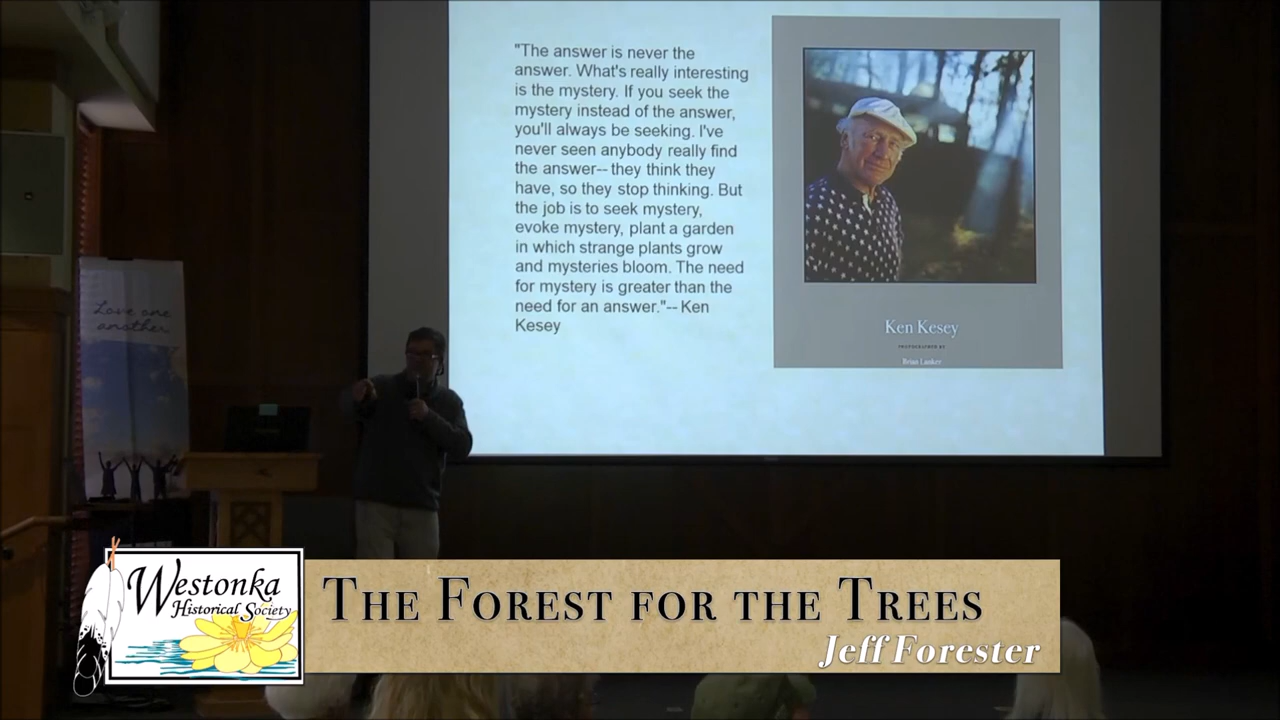 "The answer is never the
answer. What's really interesting
is the mystery. If you seek the
mystery instead of the answer,
you'll always be seeking. I've
never seen anybody really find
the answer-- they think they
have, so they stop thinking. But
the job is to seek mystery,
evoke mystery, plant a garden
in which strange plants grow
and mysteries bloom. The need
for mystery is greater than the
need for an answer."-- Ken
Kesey
Ken Kesey
PHOTOGRAPHED BY
Brian Lanker
Love one
another.
Westonka
Historical Society
The Forest for the Trees
Jeff Forester